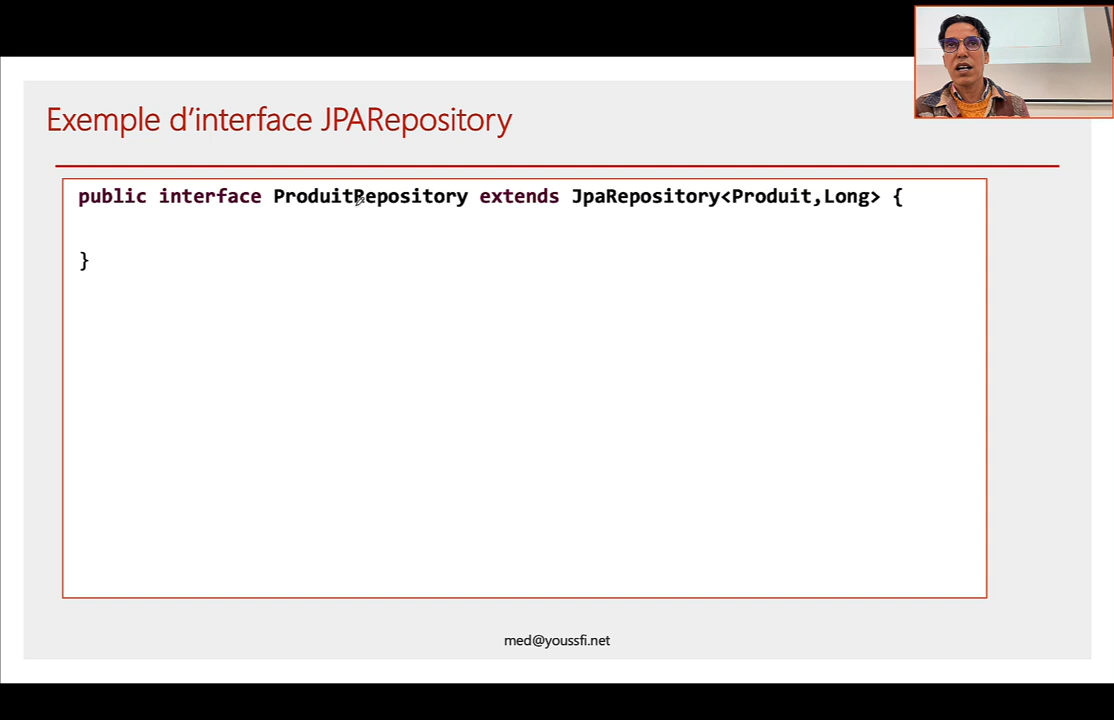 Exemple d’interface JPARepository
public interface ProduitRepository extends JpaRepository<Produit,Long> {
}
med@youssfi.net